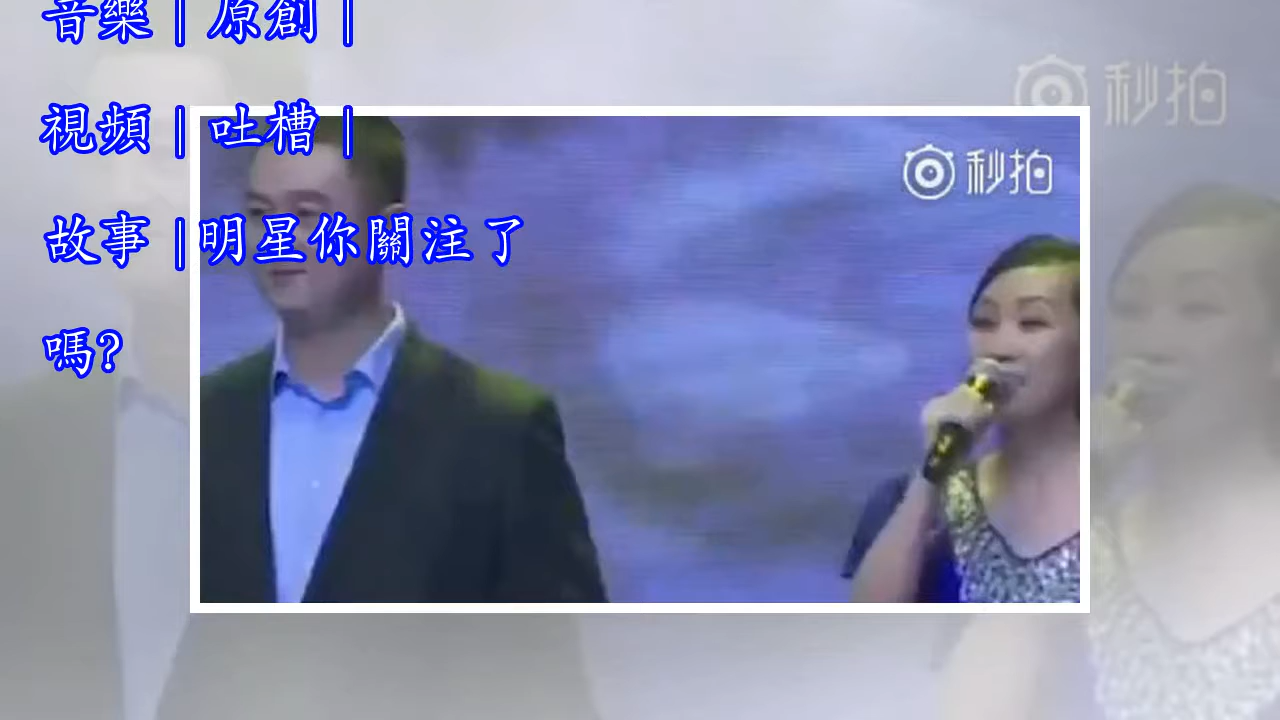 音樂 | 原創 |
秒拍
視頻 | 吐槽 |
秒拍
故事 | 明星你關注了
嗎?